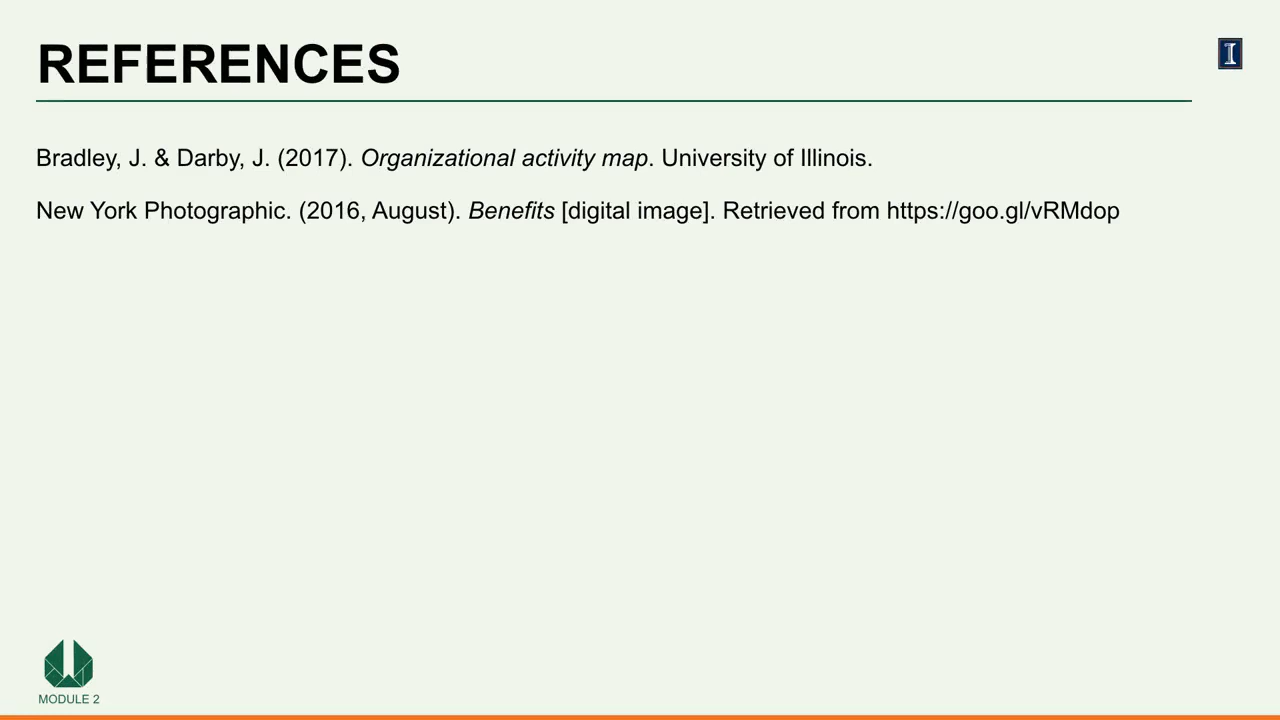 REFERENCES
I
Bradley, J. & Darby, J. (2017). Organizational activity map. University of Illinois.
New York Photographic. (2016, August). Benefits [digital image]. Retrieved from https://goo.gl/vRMdop
MODULE 2